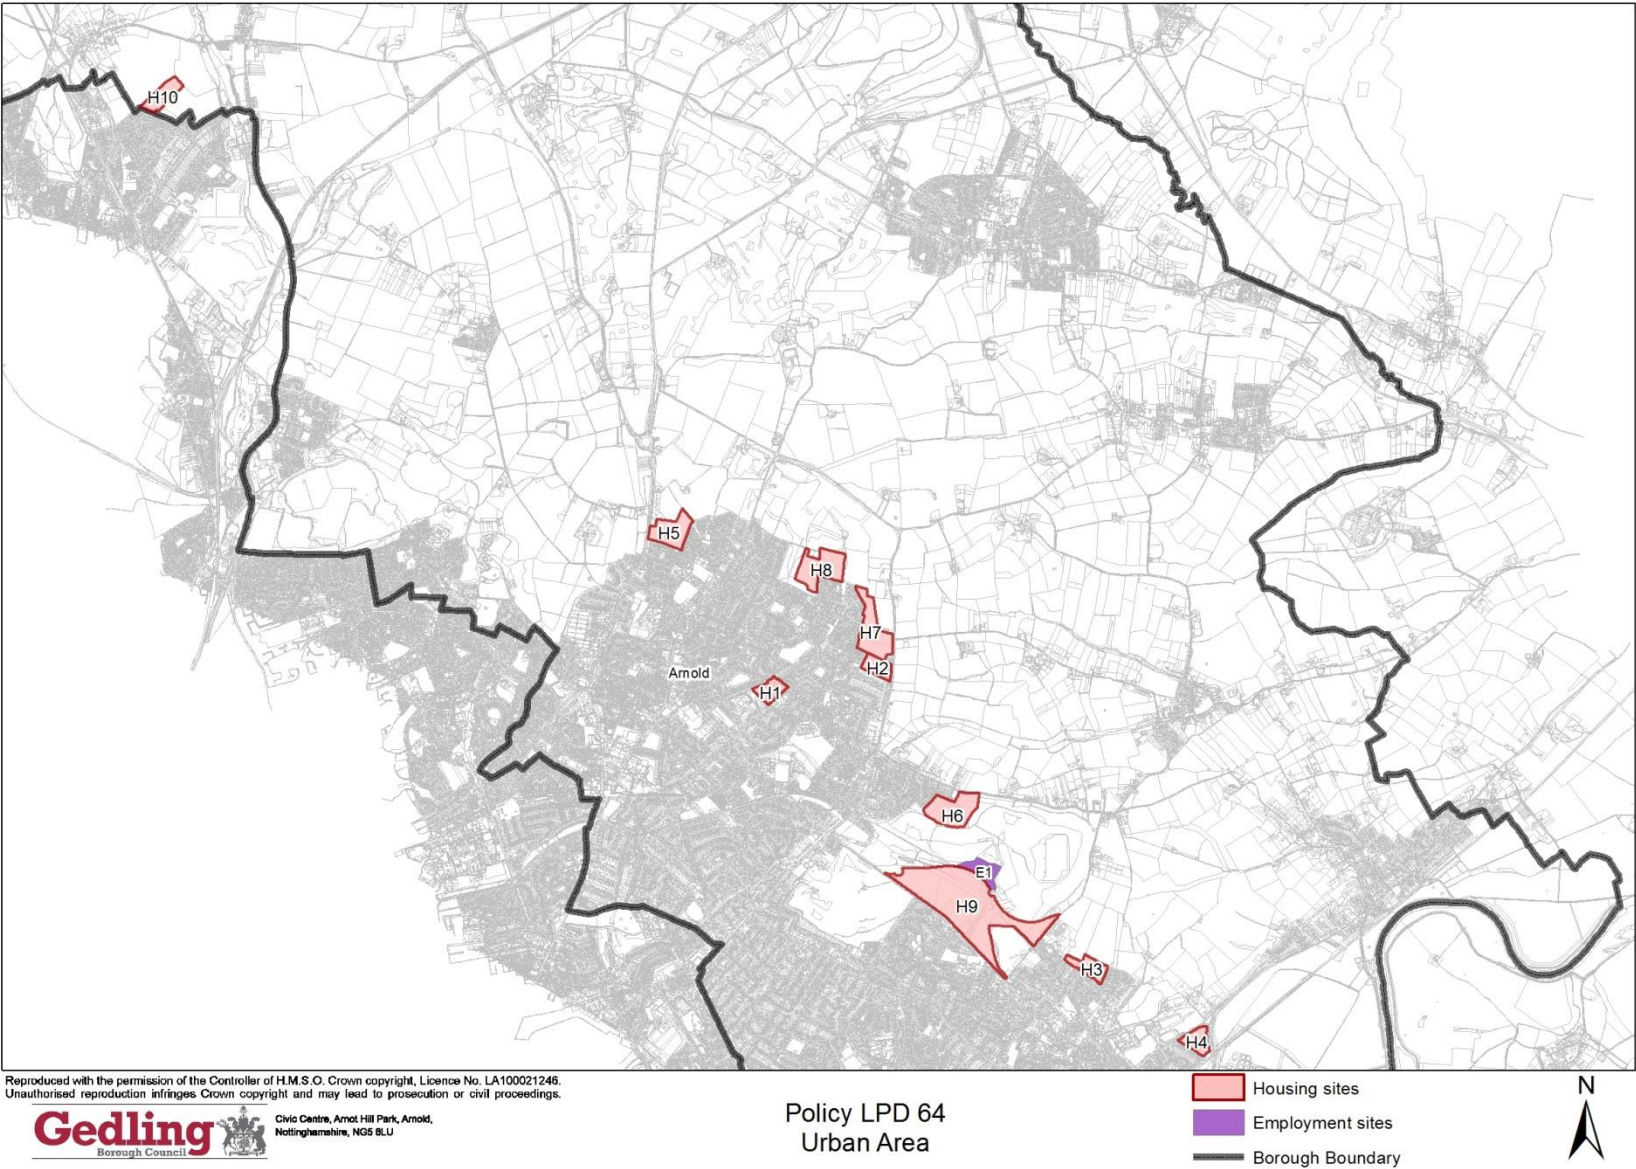 H10
H5
H8
H7
H2
Arnold
H1
H6
E1
H9
H3
H4
Reproduced with the permission of the Controller of H.M.S.O. Crown copyright, Licence No. LA100021246.
Unauthorised reproduction infringes Crown copyright and may lead to prosecution or civil proceedings.
Gedling
Borough Council
Civic Centre, Arnot Hill Park, Arnold,
Nottinghamshire, NG5 6LU
Policy LPD 64
Urban Area
Housing sites
Employment sites
Borough Boundary
N